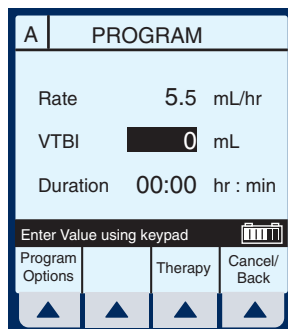 A PROGRAM
Rate 5.5 mL/hr
VTBI 0 mL
Duration 00:00 hr : min
Enter Value using keypad
Program Options
Therapy
Cancel/ Back